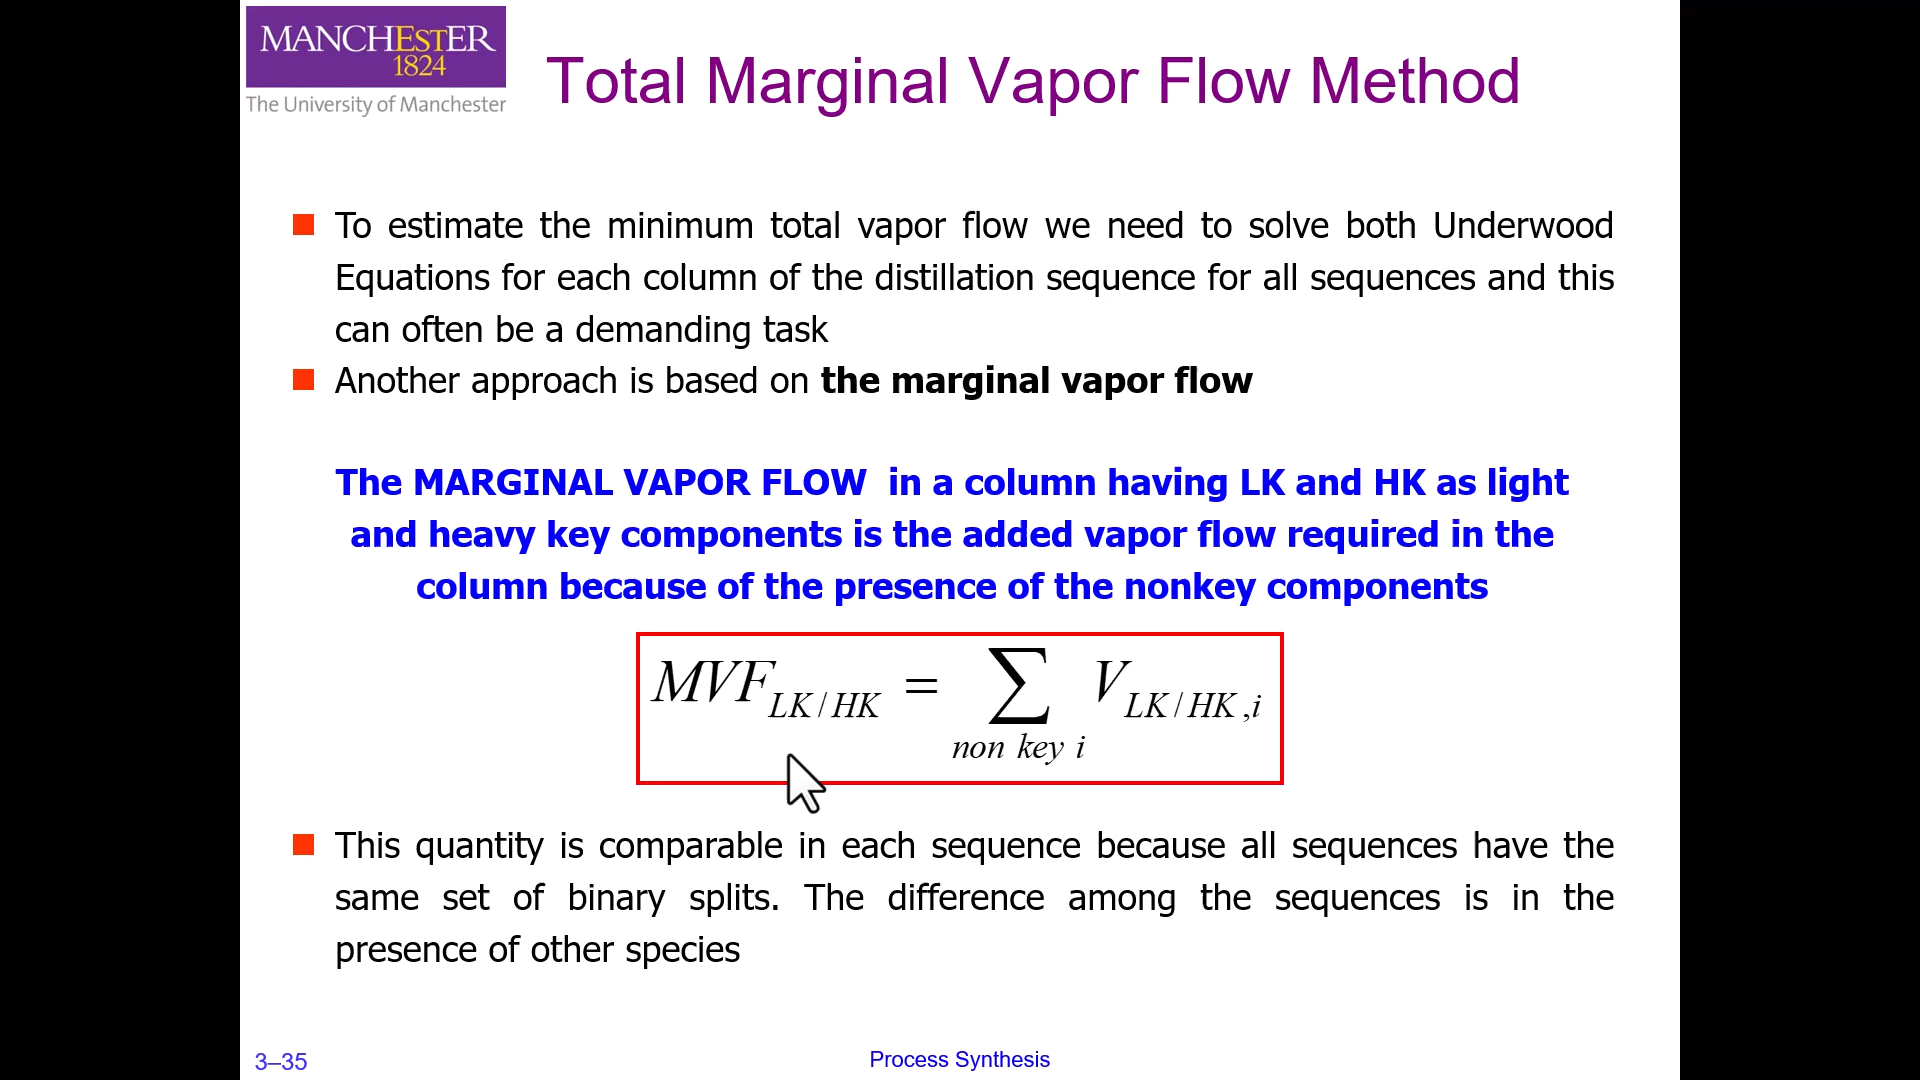 MANCHESTER
1824
The University of Manchester
Total Marginal Vapor Flow Method
To estimate the minimum total vapor flow we need to solve both Underwood
Equations for each column of the distillation sequence for all sequences and this
can often be a demanding task
Another approach is based on the marginal vapor flow
The MARGINAL VAPOR FLOW in a column having LK and HK as light
and heavy key components is the added vapor flow required in the
column because of the presence of the nonkey components
MVF_{LK/HK} = ∑_{non key i} V_{LK/HK,i}
This quantity is comparable in each sequence because all sequences have the
same set of binary splits. The difference among the sequences is in the
presence of other species
3–35
Process Synthesis